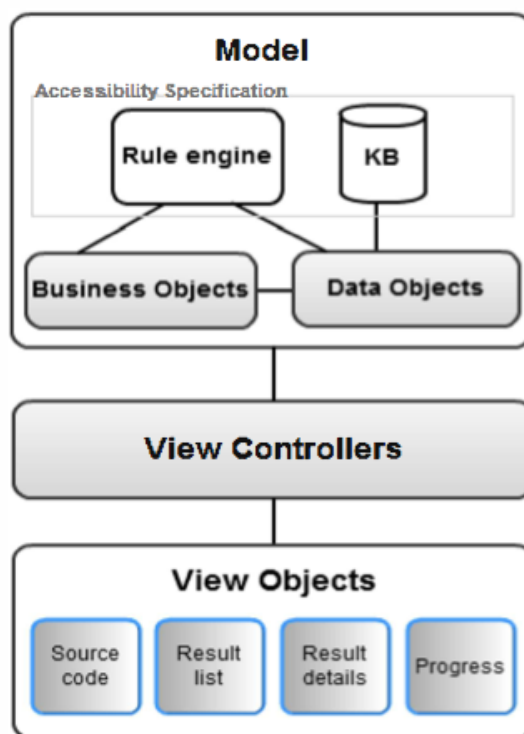 Model
Accessibility Specification
Rule engine
KB
Business Objects
Data Objects
View Controllers
View Objects
Source
code
Result
list
Result
details
Progress